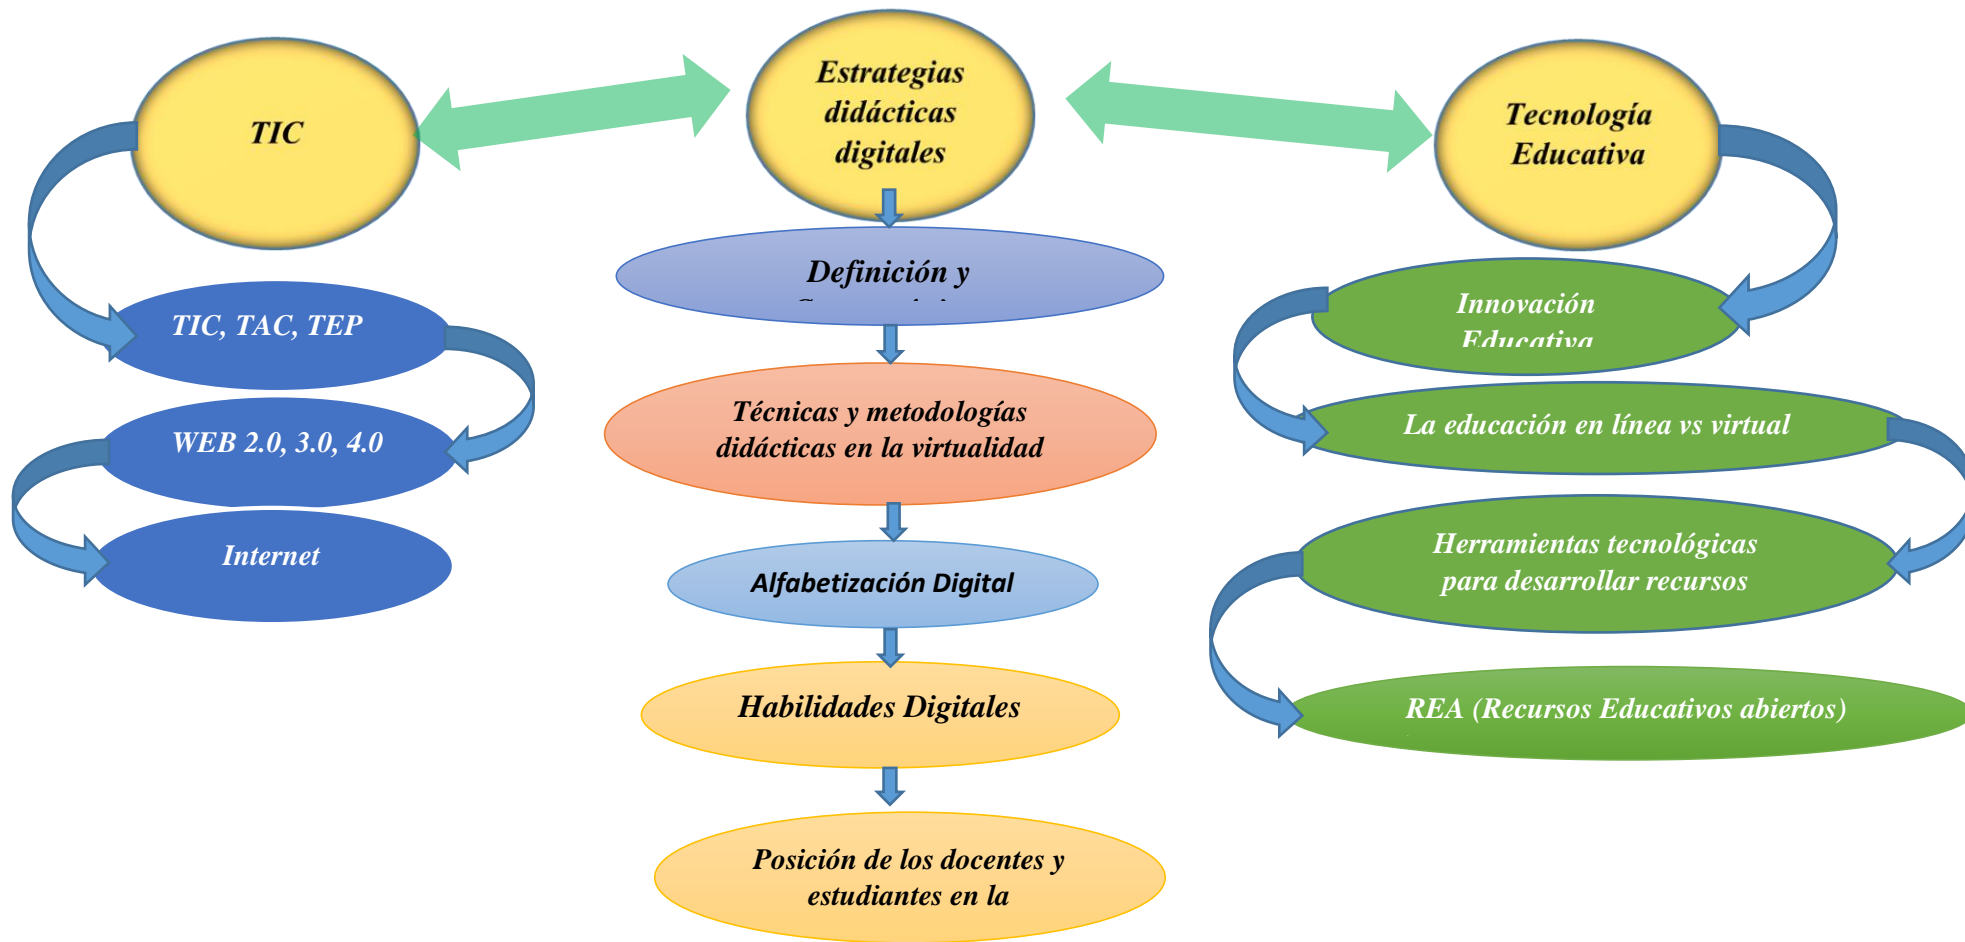 TIC
Estrategias
didácticas
digitales
Tecnología
Educativa
TIC, TAC, TEP
WEB 2.0, 3.0, 4.0
Internet
Definición y
Técnicas y metodologías
didácticas en la virtualidad
Alfabetización Digital
Habilidades Digitales
Posición de los docentes y
estudiantes en la
Innovación
Educativa
La educación en línea vs virtual
Herramientas tecnológicas
para desarrollar recursos
REA (Recursos Educativos abiertos)